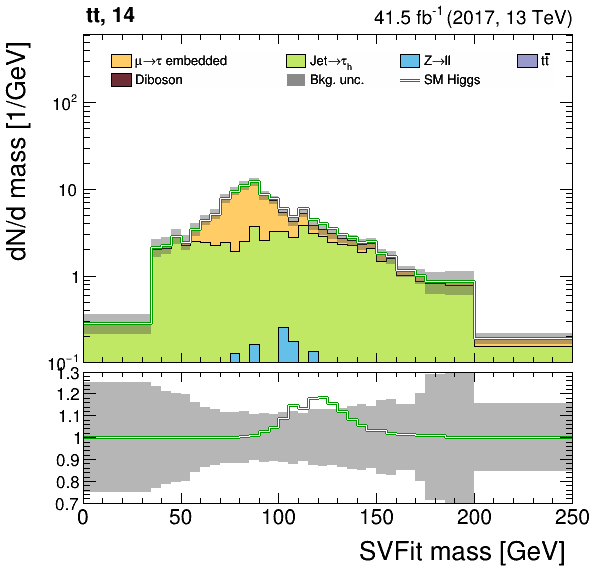 tt, 14 41.5 fb⁻¹ (2017, 13 TeV)
μ→τ embedded Jet→τₕ Z→ll tt̄
Diboson Bkg. unc. SM Higgs
dN/d mass [1/GeV]
10²
10
1
10⁻¹
1.3
1.2
1.1
1
0.9
0.8
0.7
0 50 100 150 200 250
SVFit mass [GeV]